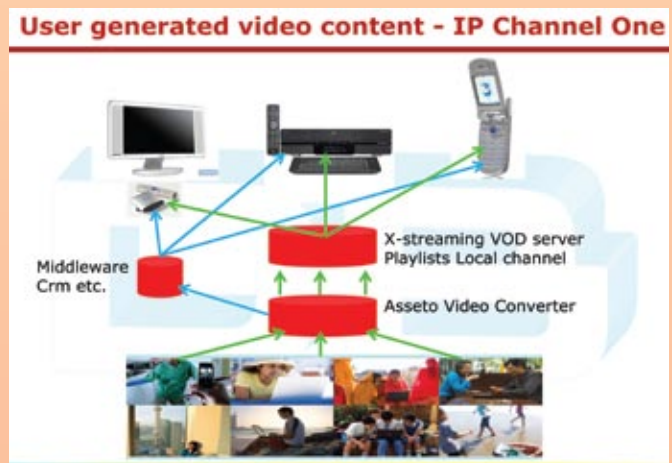 User generated video content - IP Channel One
X-streaming VOD server
Playlists Local channel
Middleware
Crm etc.
Asseto Video Converter